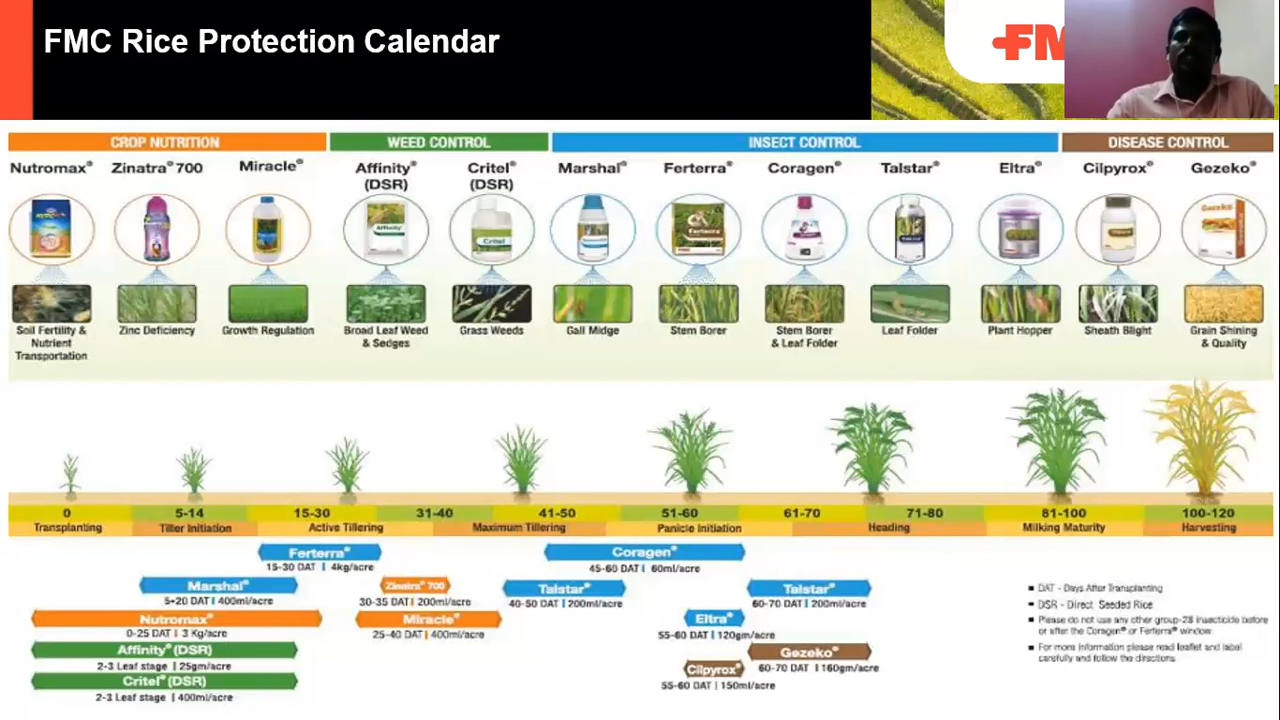 FMC Rice Protection Calendar
FM
CROP NUTRITION WEED CONTROL INSECT CONTROL DISEASE CONTROL
Nutromax® Zinatra® 700 Miracle® Affinity® (DSR) Critel® (DSR) Marshal® Ferterra® Coragen® Talstar® Eltra® Cilpyrox® Gezeko®
Affinity Critel Ferterra Gezeko
Soil Fertility & Nutrient Transportation
Zinc Deficiency
Growth Regulation
Broad Leaf Weed & Sedges
Grass Weeds
Gall Midge
Stem Borer
Stem Borer & Leaf Folder
Leaf Folder
Plant Hopper
Sheath Blight
Grain Shining & Quality
0 5-14 15-30 31-40 41-50 51-60 61-70 71-80 81-100 100-120
Transplanting Tiller Initiation Active Tillering Maximum Tillering Panicle Initiation Heading Milking Maturity Harvesting
Ferterra®
15-30 DAT | 4kg/acre
Coragen®
45-60 DAT | 60ml/acre
Marshal®
5-20 DAT | 400ml/acre
Zinatra® 700
30-35 DAT | 200ml/acre
Talstar®
40-50 DAT | 200ml/acre
Talstar®
60-70 DAT | 200ml/acre
Nutromax®
0-25 DAT | 3 Kg/acre
Miracle®
25-40 DAT | 400ml/acre
Eltra®
55-60 DAT | 120gm/acre
Affinity® (DSR)
2-3 Leaf stage | 25gm/acre
Gezeko®
60-70 DAT | 160gm/acre
Critel® (DSR)
2-3 Leaf stage | 400ml/acre
Cilpyrox®
55-60 DAT | 150ml/acre
■ DAT - Days After Transplanting
■ DSR - Direct Seeded Rice
■ Please do not use any other group-28 insecticide before
or after the Coragen® or Ferterra® window
■ For more information please read leaflet and label
carefully and follow the directions.